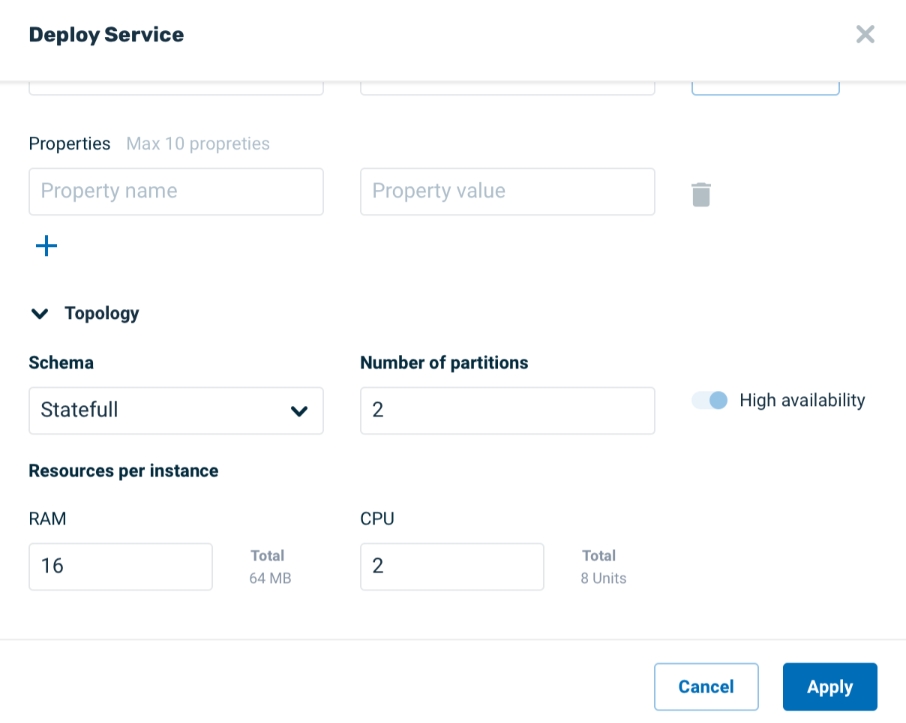 Deploy Service
Properties Max 10 propreties
Property name Property value
Topology
Schema Number of partitions
Statefull 2 High availability
Resources per instance
RAM CPU
16 Total 64 MB 2 Total 8 Units
Cancel Apply